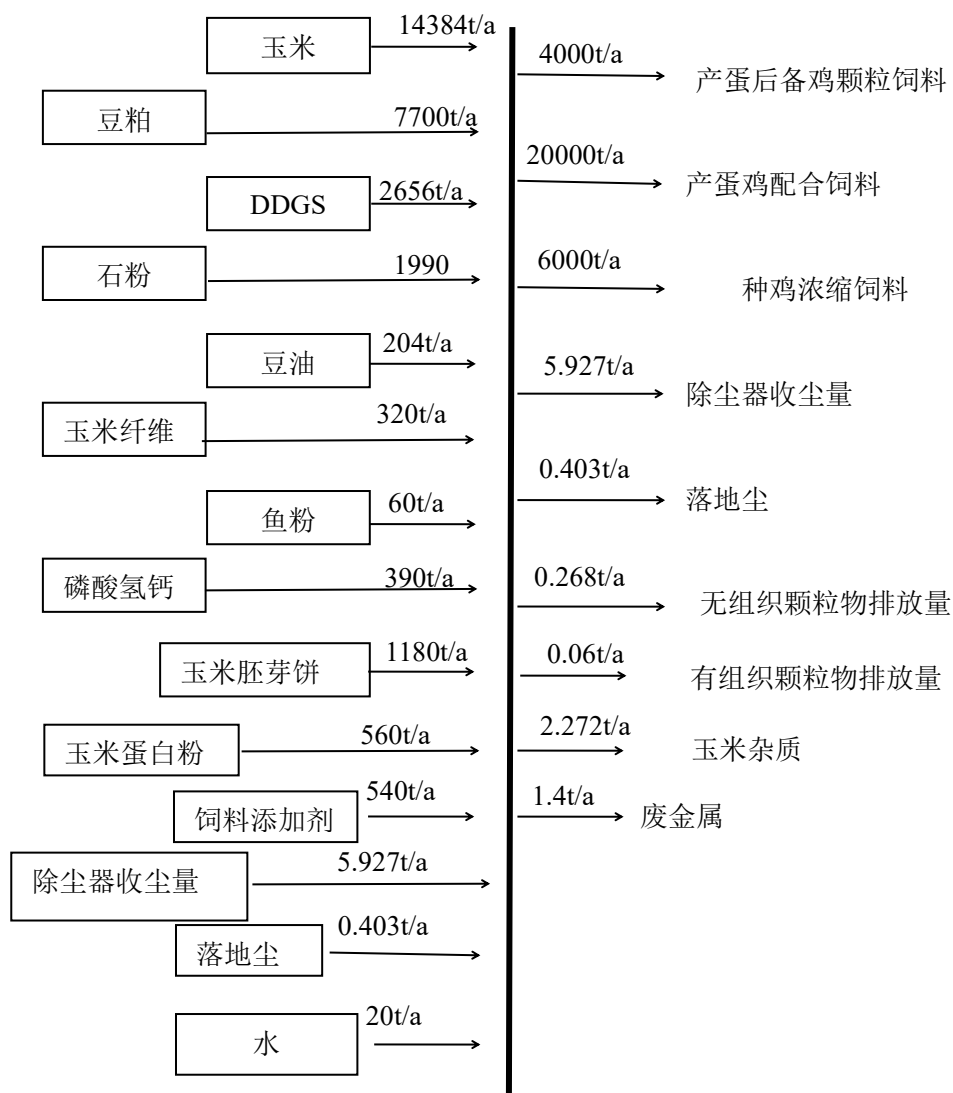 玉米
14384t/a
豆粕
7700t/a
DDGS
2656t/a
石粉
1990
豆油
204t/a
玉米纤维
320t/a
鱼粉
60t/a
磷酸氢钙
390t/a
玉米胚芽饼
1180t/a
玉米蛋白粉
560t/a
饲料添加剂
540t/a
除尘器收尘量
5.927t/a
落地尘
0.403t/a
水
20t/a
4000t/a
产蛋后备鸡颗粒饲料
20000t/a
产蛋鸡配合饲料
6000t/a
种鸡浓缩饲料
5.927t/a
除尘器收尘量
0.403t/a
落地尘
0.268t/a
无组织颗粒物排放量
0.06t/a
有组织颗粒物排放量
2.272t/a
玉米杂质
1.4t/a
废金属